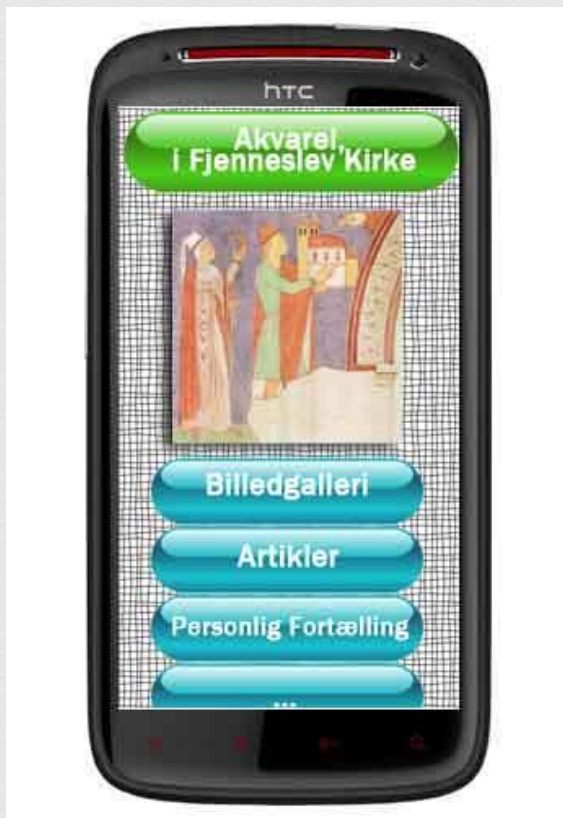 hTC
Akvarel,
i Fjenneslev Kirke
Billedgalleri
Artikler
Personlig Fortælling
...